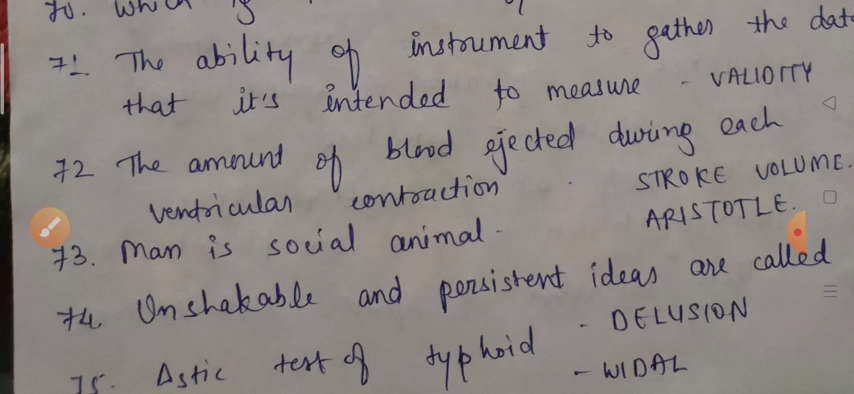 70. Which
71. The ability of instrument to gather the data
that it's intended to measure - VALIDITY
72 The amount of blood ejected during each
ventricular contraction . STROKE VOLUME.
73. Man is social animal - ARISTOTLE.
74. Unshakable and persistent ideas are called
- DELUSION
75. Astic test of typhoid - WIDAL